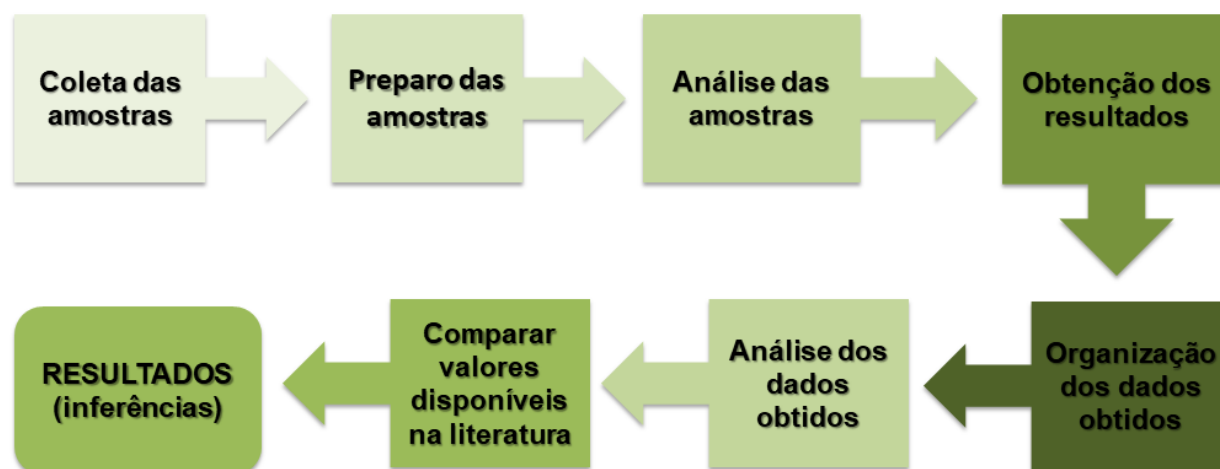 Coleta das
amostras
Preparo das
amostras
Análise das
amostras
Obtenção dos
resultados
Organização
dos dados
obtidos
Análise dos
dados
obtidos
Comparar
valores
disponíveis
na literatura
RESULTADOS
(inferências)